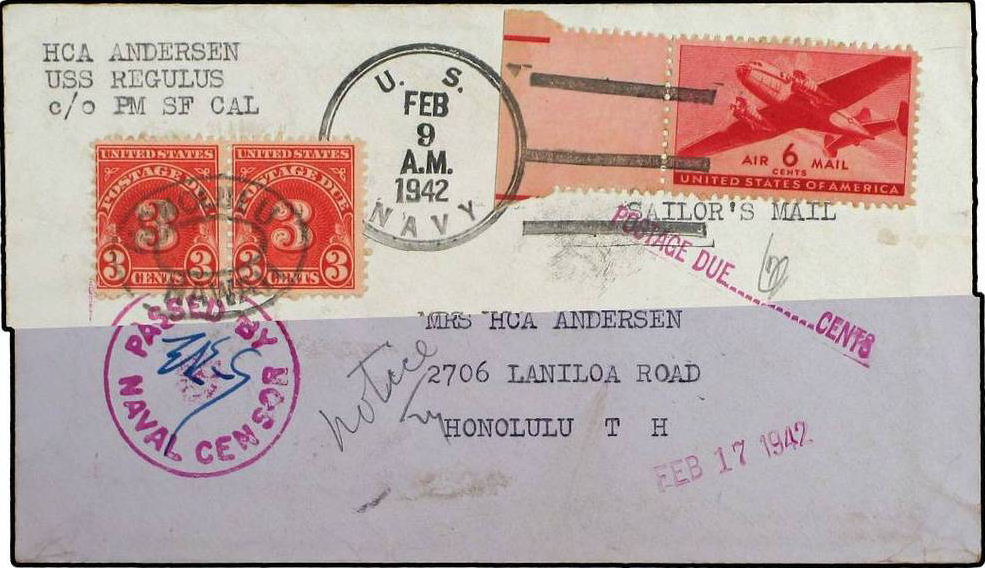 HCA ANDERSEN
USS REGULUS
c/o PM SF CAL
U. S.
FEB
9
A.M.
1942
NAVY
AIR 6 MAIL
CENTS
UNITED STATES OF AMERICA
UNITED STATES
POSTAGE DUE
3
3 CENTS 3
UNITED STATES
POSTAGE DUE
3
3 CENTS 3
HONOLULU
HAWAII
SAILOR'S MAIL
POSTAGE DUE
CENTS
PASSED BY
NAVAL CENSOR
MRS HCA ANDERSEN
2706 LANILOA ROAD
HONOLULU T H
notice
FEB 17 1942